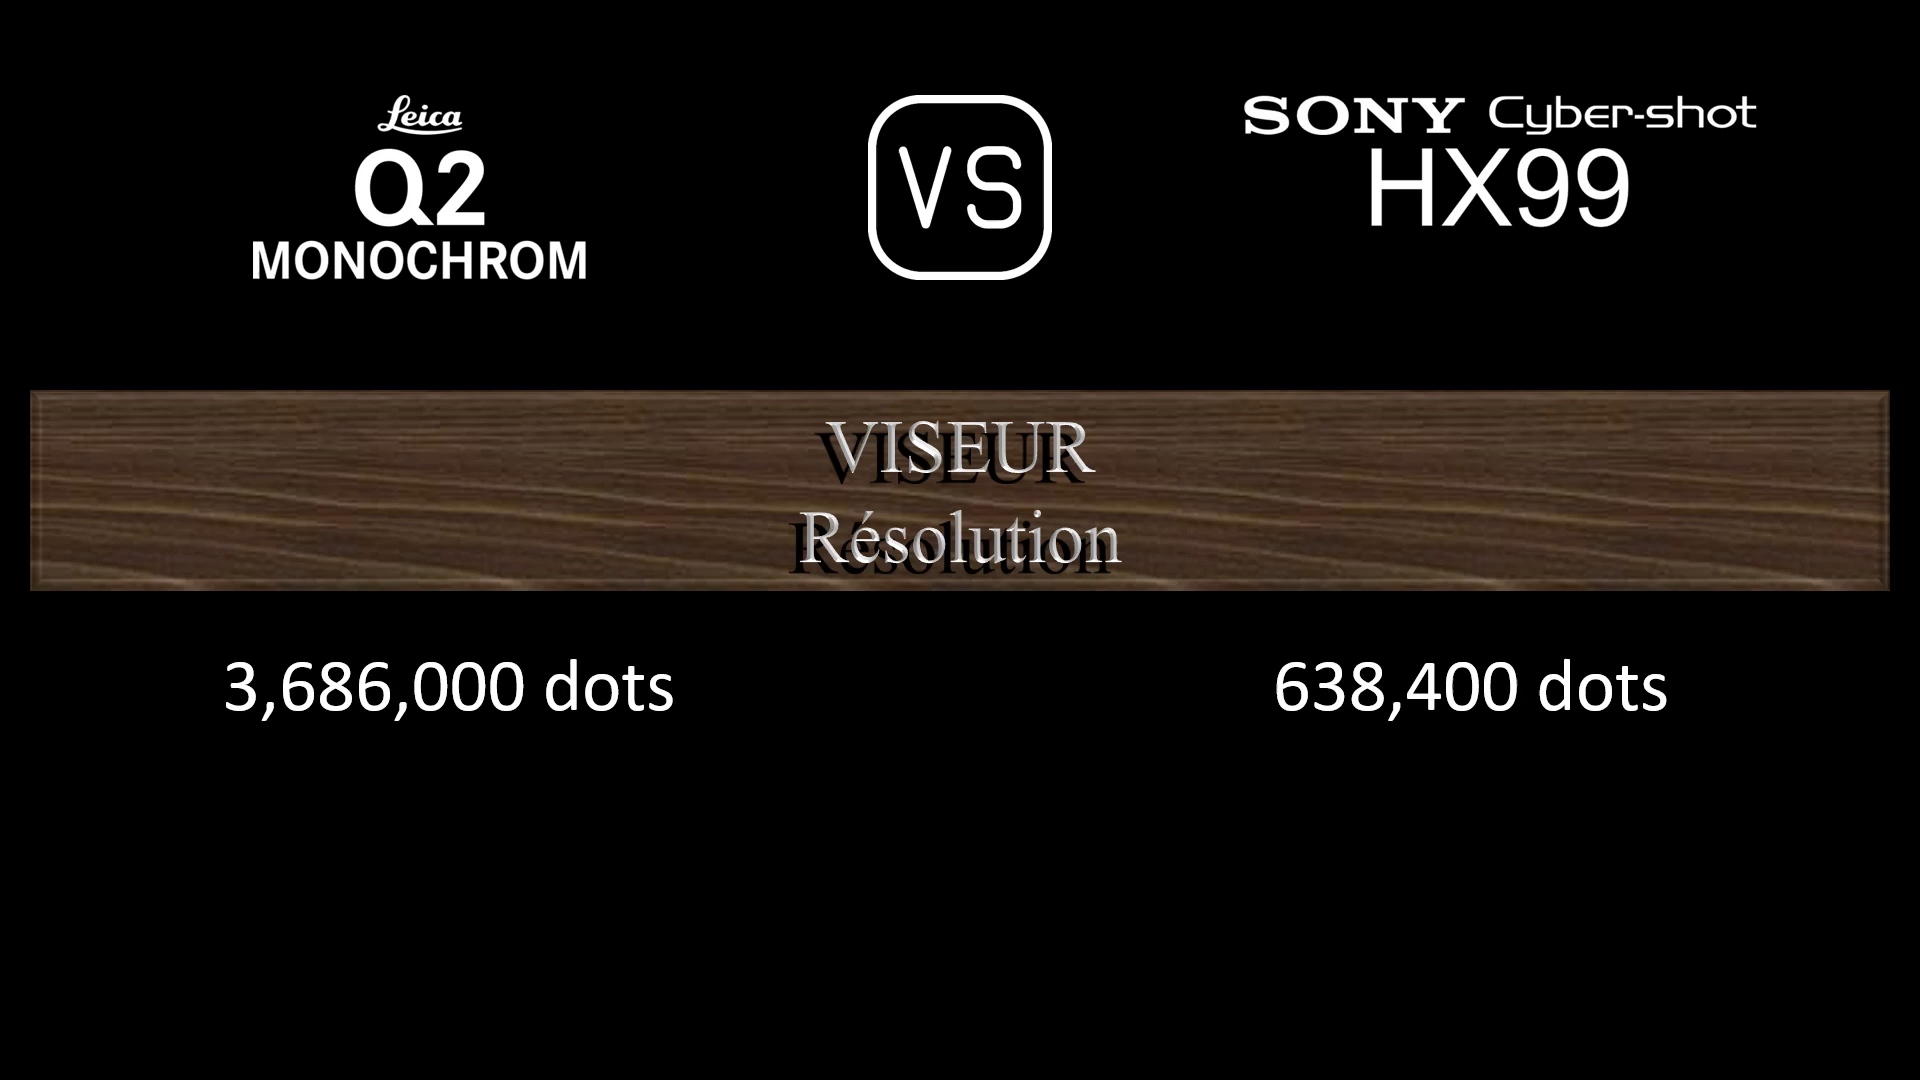 Leica
Q2
MONOCHROM
VS
SONY Cyber-shot
HX99
VISEUR
Résolution
3,686,000 dots
638,400 dots